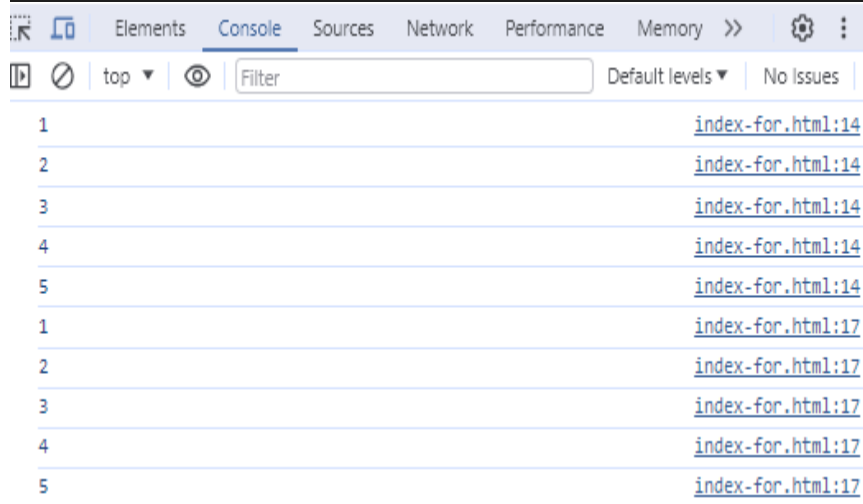 Elements Console Sources Network Performance Memory
top Filter Default levels No Issues
1 index-for.html:14
2 index-for.html:14
3 index-for.html:14
4 index-for.html:14
5 index-for.html:14
1 index-for.html:17
2 index-for.html:17
3 index-for.html:17
4 index-for.html:17
5 index-for.html:17